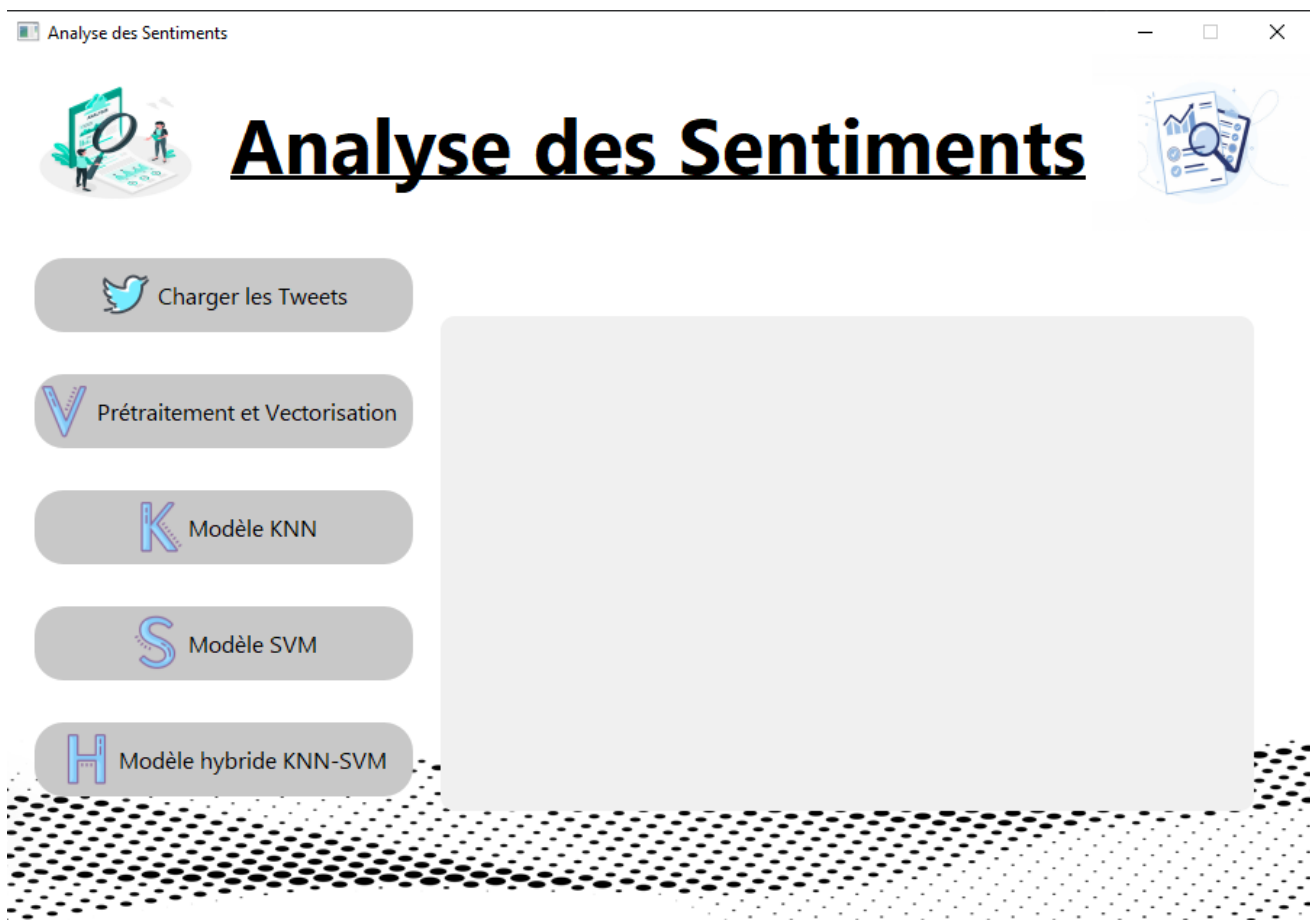 Analyse des Sentiments
Analyse des Sentiments
Charger les Tweets
Prétraitement et Vectorisation
Modèle KNN
Modèle SVM
Modèle hybride KNN-SVM